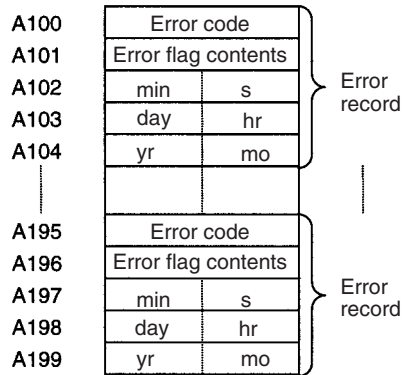 A100 Error code
A101 Error flag contents
A102 min s Error
A103 day hr record
A104 yr mo
A195 Error code
A196 Error flag contents
A197 min s Error
A198 day hr record
A199 yr mo